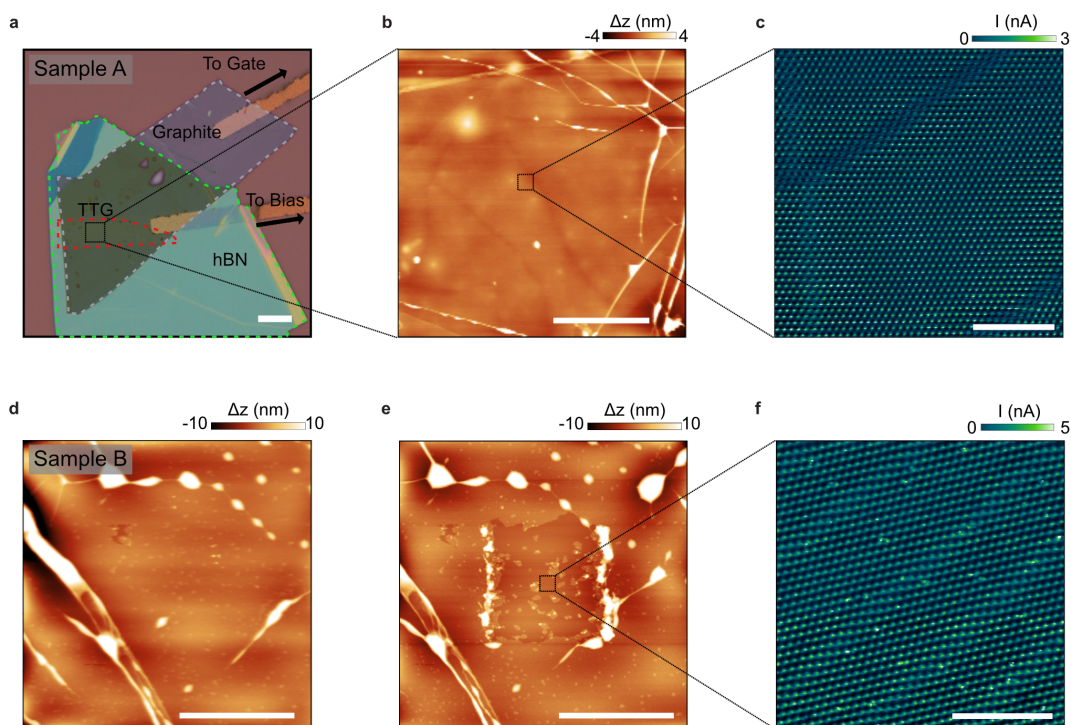 a
Sample A
To Gate
Graphite
TTG
To Bias
hBN
b
Δz (nm)
-4 4
c
I (nA)
0 3
d
Δz (nm)
-10 10
Sample B
e
Δz (nm)
-10 10
f
I (nA)
0 5